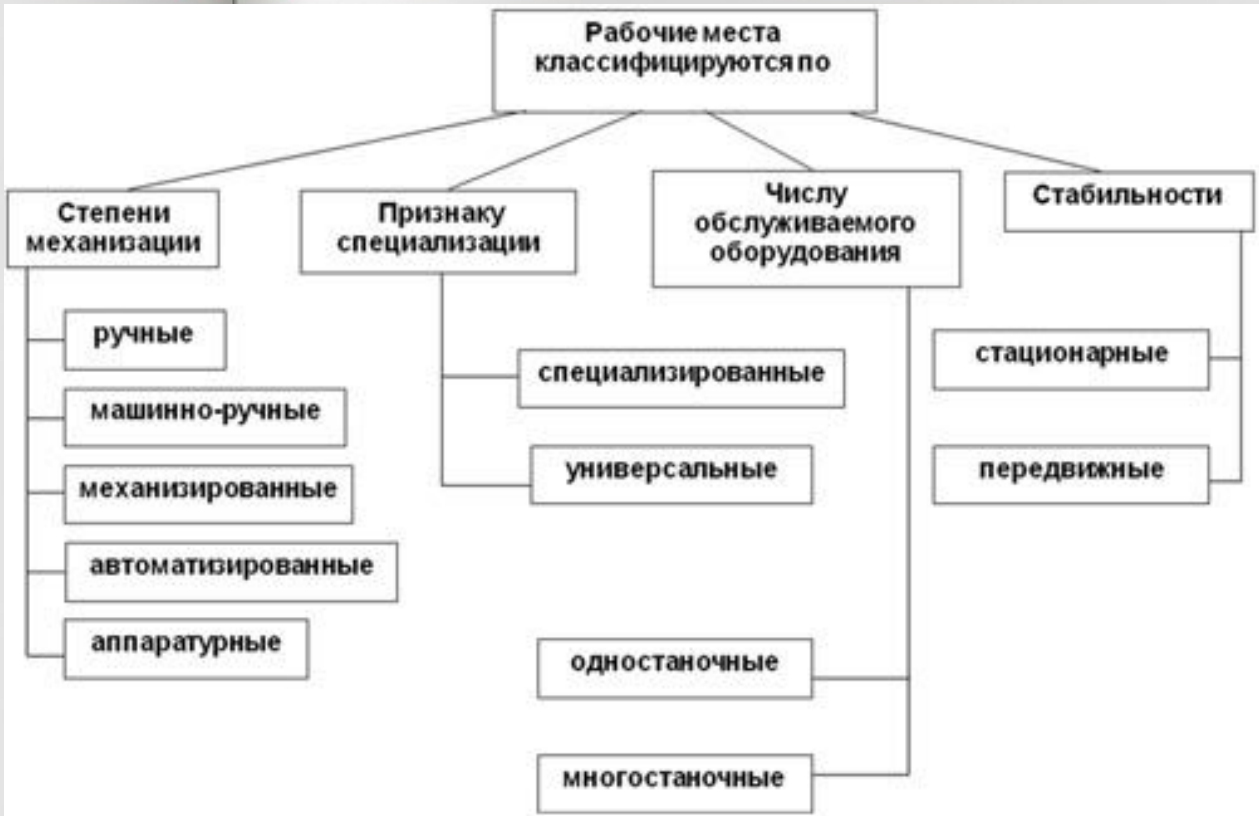 Рабочие места
классифицируются по
Степени
механизации
ручные
машинно-ручные
механизированные
автоматизированные
аппаратурные
Признаку
специализации
специализированные
универсальные
Числу
обслуживаемого
оборудования
одностаночные
многостаночные
Стабильности
стационарные
передвижные